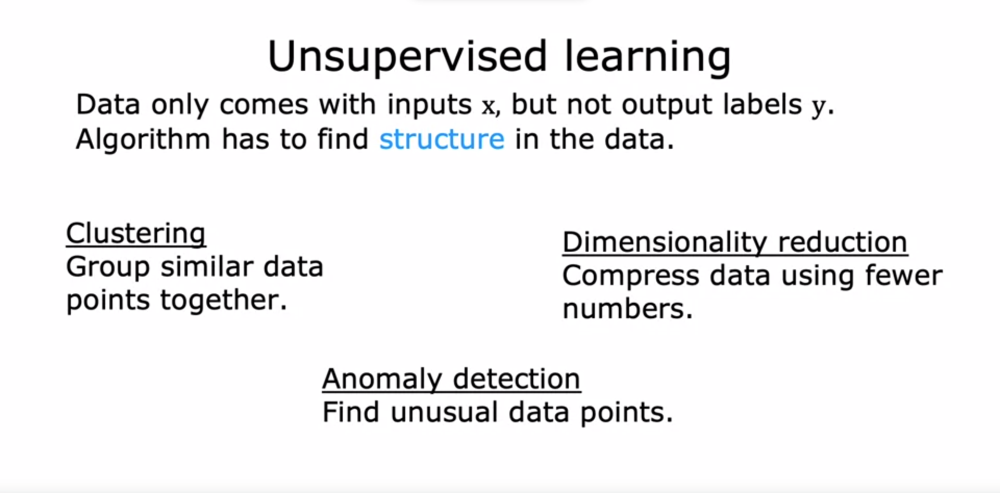 Unsupervised learning
Data only comes with inputs x, but not output labels y.
Algorithm has to find structure in the data.
Clustering
Group similar data
points together.
Dimensionality reduction
Compress data using fewer
numbers.
Anomaly detection
Find unusual data points.